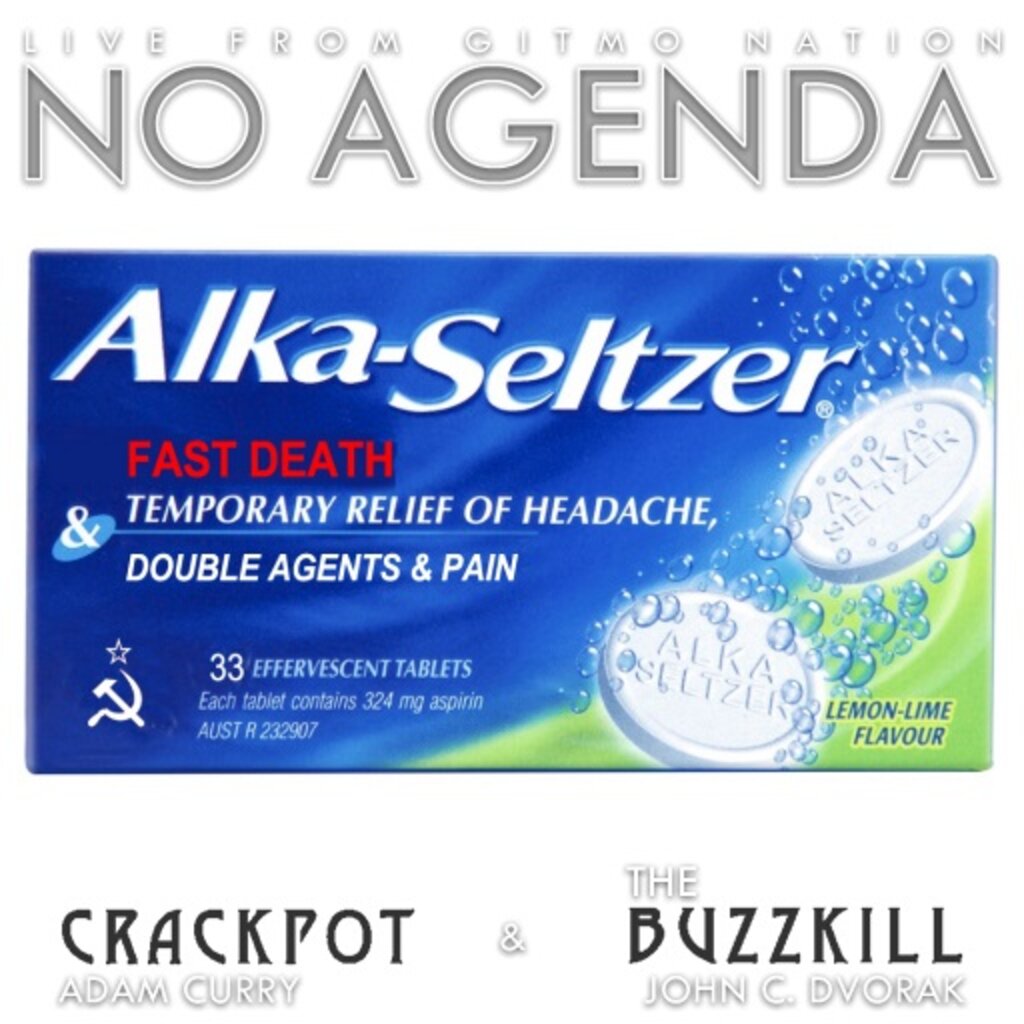 LIVE FROM GITMO NATION
NO AGENDA
Alka-Seltzer®
FAST DEATH
& TEMPORARY RELIEF OF HEADACHE,
DOUBLE AGENTS & PAIN
ALKA
SELTZER
ALKA
SELTZER
33 EFFERVESCENT TABLETS
Each tablet contains 324 mg aspirin
AUST R 232907
LEMON-LIME
FLAVOUR
CRACKPOT & THE BUZZKILL
ADAM CURRY JOHN C. DVORAK